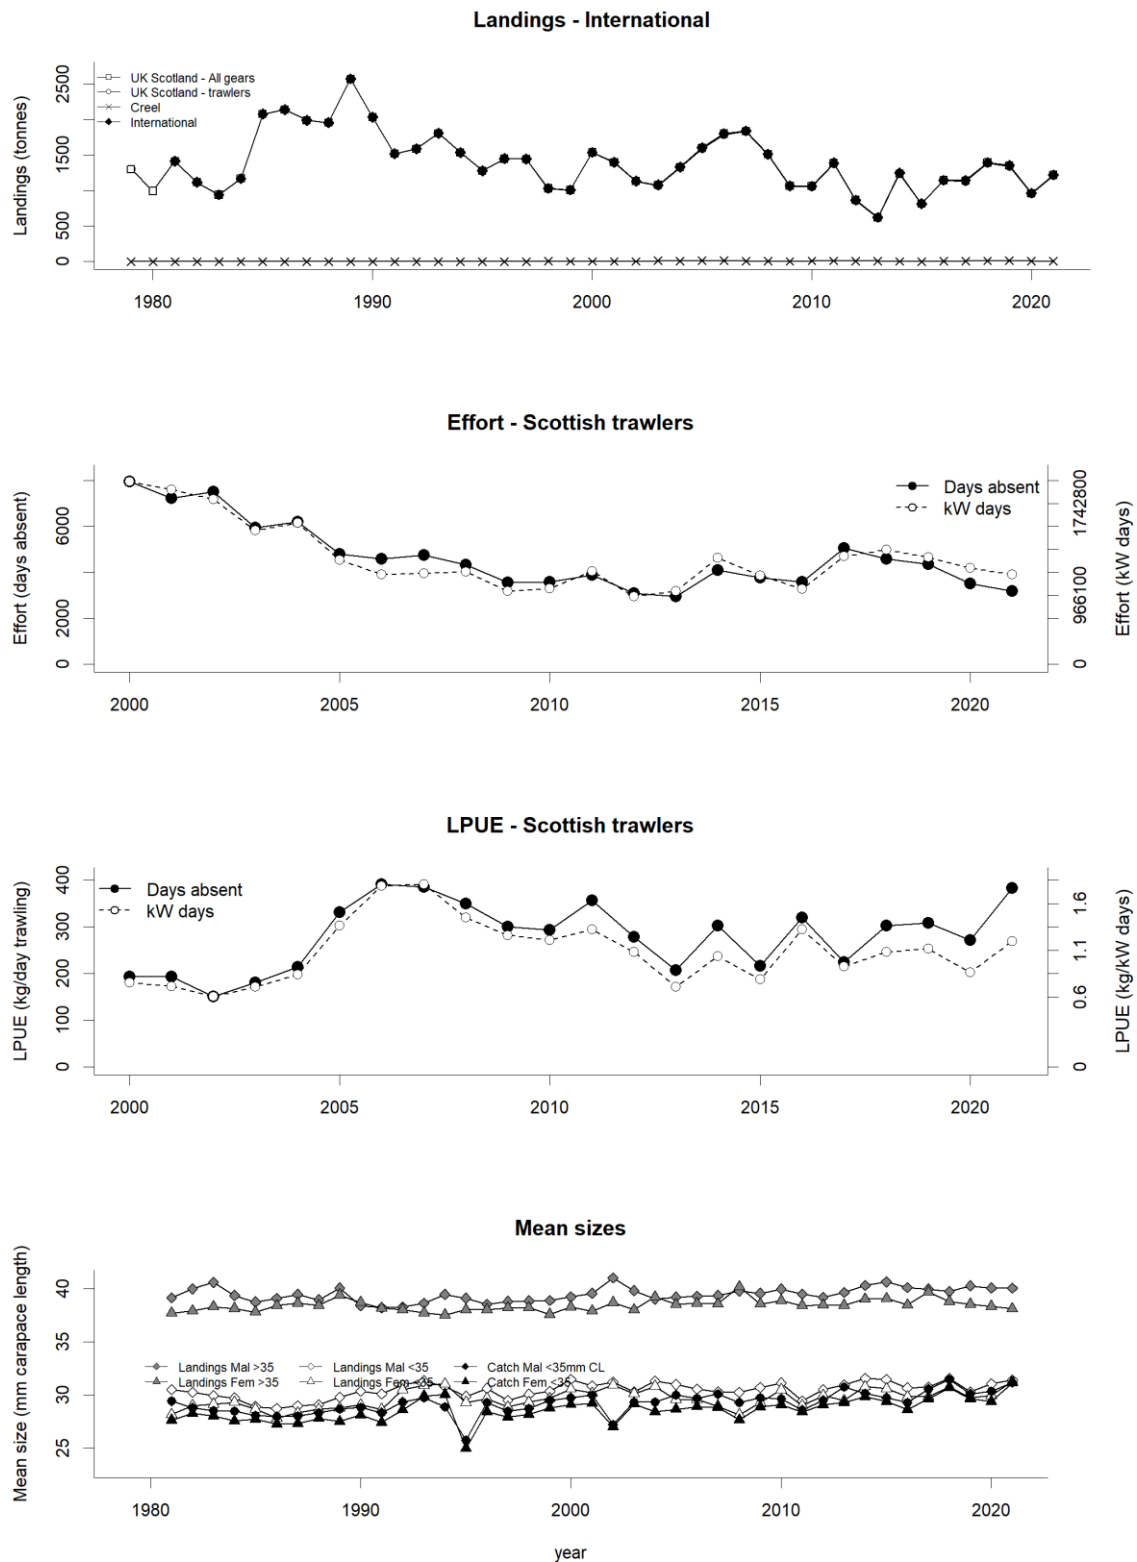 Landings - International
Landings (tonnes)
2500
1500
500
0
UK Scotland - All gears
UK Scotland - trawlers
Creel
International
1980 1990 2000 2010 2020
Effort - Scottish trawlers
Effort (days absent)
6000
2000
0
Days absent
kW days
1742800
966100
0
Effort (kW days)
2000 2005 2010 2015 2020
LPUE - Scottish trawlers
LPUE (kg/day trawling)
400
300
200
100
0
Days absent
kW days
1.6
1.1
0.6
0
LPUE (kg/kW days)
2000 2005 2010 2015 2020
Mean sizes
Mean size (mm carapace length)
40
35
30
25
Landings Mal >35 Landings Mal <35 Catch Mal <35mm CL
Landings Fem >35 Landings Fem <35 Catch Fem <35
1980 1990 2000 2010 2020
year